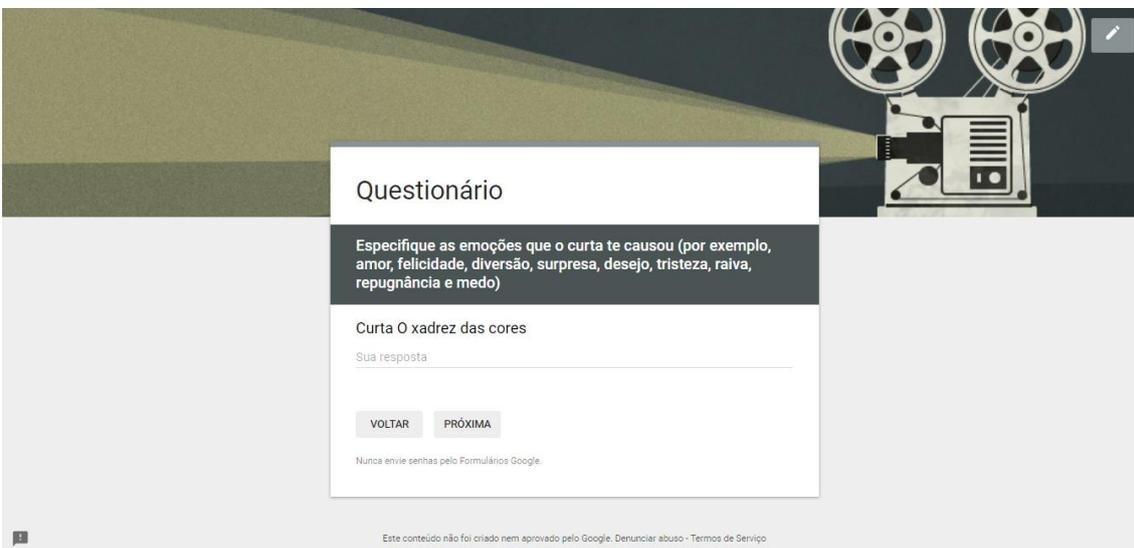 Questionário
Especifique as emoções que o curta te causou (por exemplo,
amor, felicidade, diversão, surpresa, desejo, tristeza, raiva,
repugnância e medo)
Curta O xadrez das cores
Sua resposta
VOLTAR PRÓXIMA
Nunca envie senhas pelo Formulários Google.
Este conteúdo não foi criado nem aprovado pelo Google. Denunciar abuso - Termos de Serviço